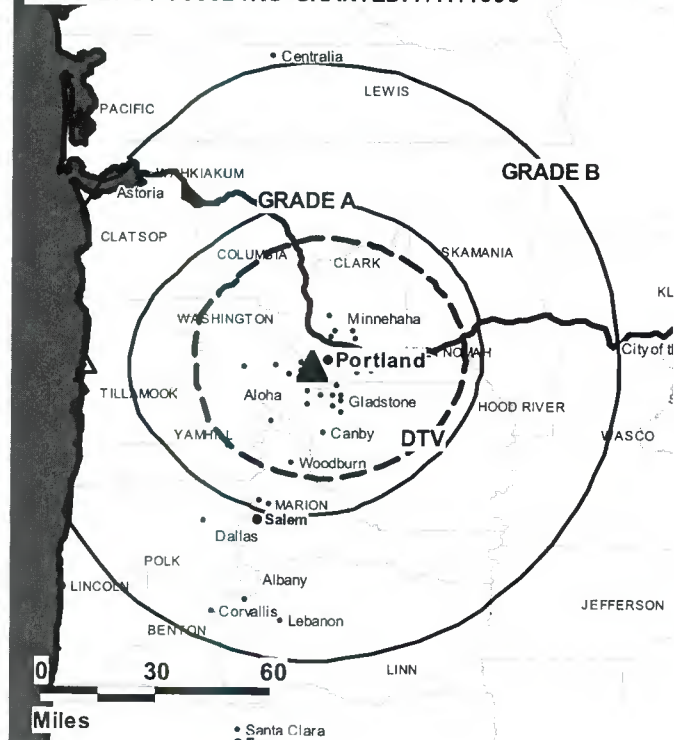 Centralia
LEWIS
PACIFIC
GRADE B
WAHKIAKUM
Astoria
GRADE A
CLATSOP
COLUMBIA
CLARK
SKAMANIA
KL
WASHINGTON
Minnehaha
Portland
NOMAH
City of th
TILLAMOOK
Aloha
Gladstone
HOOD RIVER
YAMHILL
Canby
DTV
WASCO
Woodburn
MARION
Salem
Dallas
POLK
Albany
LINCOLN
Corvallis
Lebanon
JEFFERSON
BENTON
LINN
0 30 60
Miles
Santa Clara